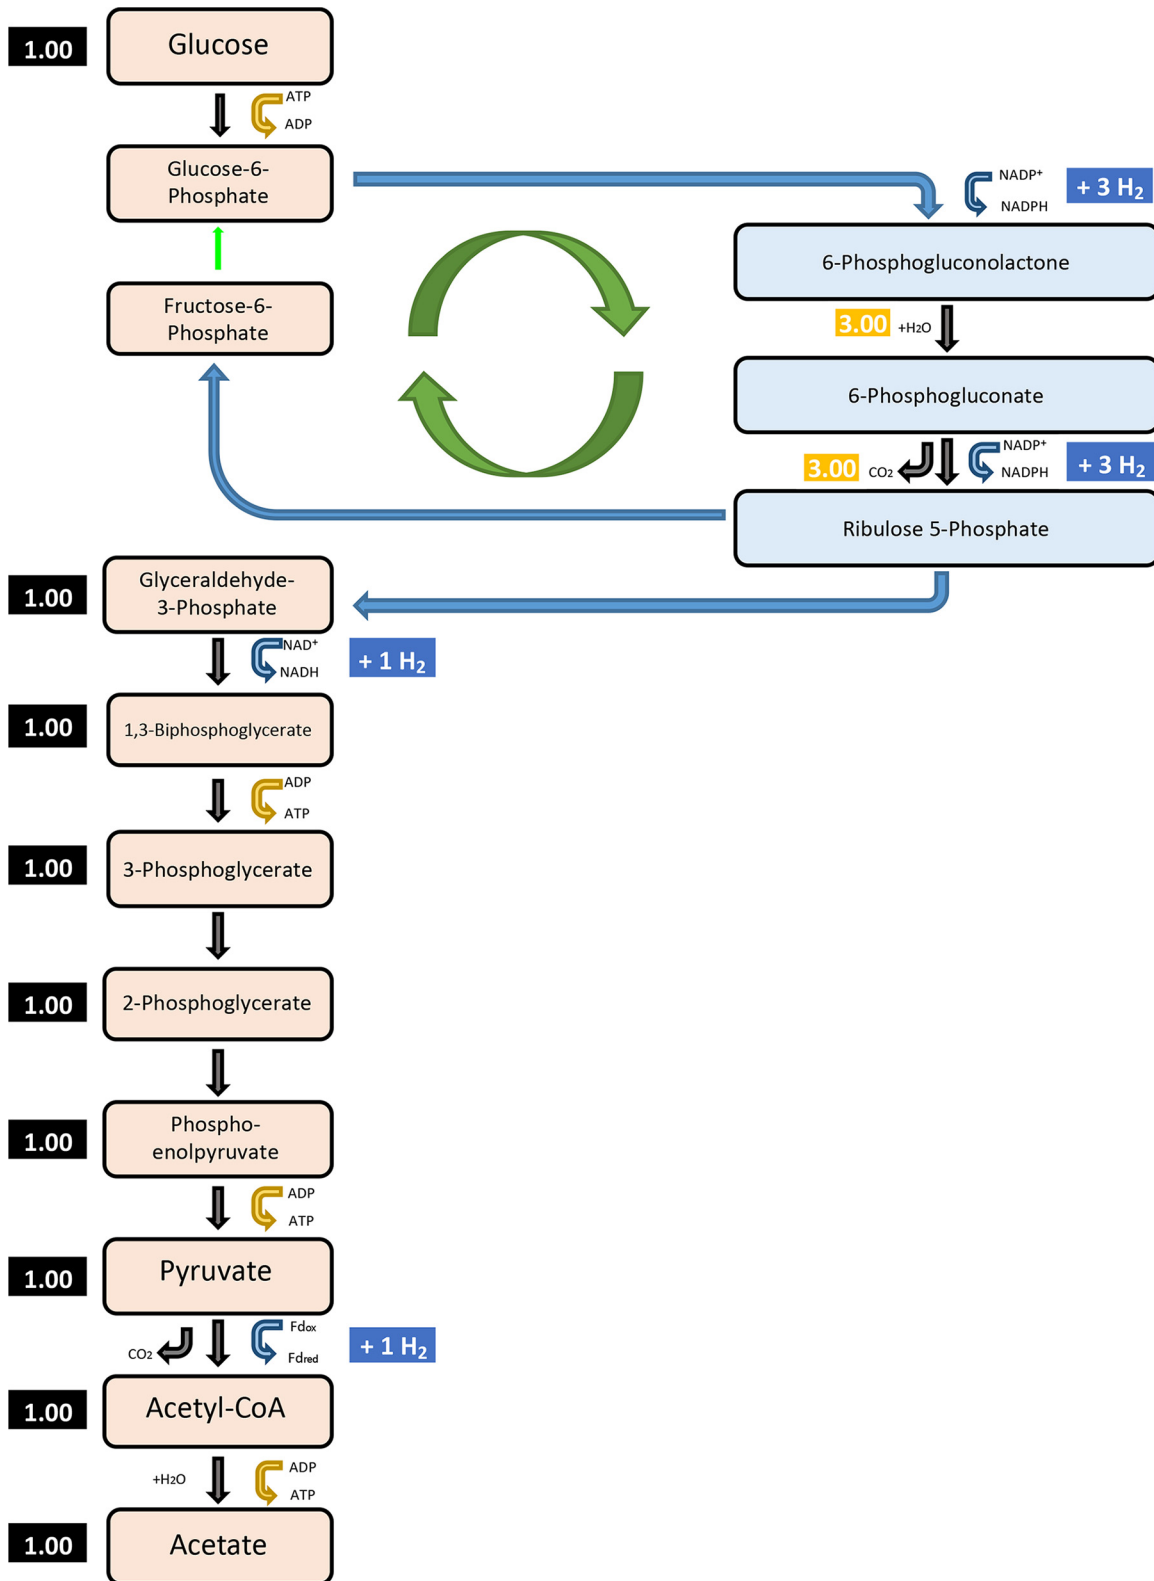 1.00
Glucose
ATP
ADP
Glucose-6-
Phosphate
NADP+
NADPH
+ 3 H2
6-Phosphogluconolactone
Fructose-6-
Phosphate
3.00
+H2O
6-Phosphogluconate
3.00
CO2
NADP+
NADPH
+ 3 H2
Ribulose 5-Phosphate
1.00
Glyceraldehyde-
3-Phosphate
NAD+
NADH
+ 1 H2
1.00
1,3-Biphosphoglycerate
ADP
ATP
1.00
3-Phosphoglycerate
1.00
2-Phosphoglycerate
1.00
Phospho-
enolpyruvate
ADP
ATP
1.00
Pyruvate
CO2
Fdox
Fdred
+ 1 H2
1.00
Acetyl-CoA
+H2O
ADP
ATP
1.00
Acetate